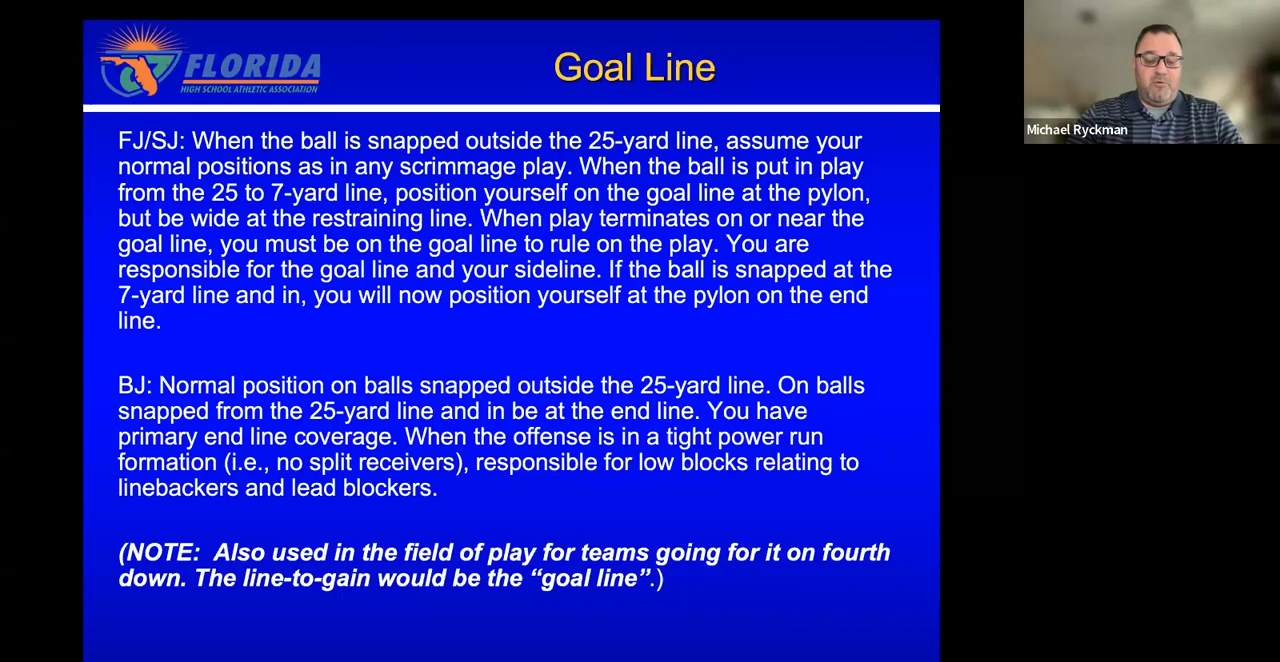 FLORIDA
HIGH SCHOOL ATHLETIC ASSOCIATION
Goal Line
Michael Ryckman
FJ/SJ: When the ball is snapped outside the 25-yard line, assume your
normal positions as in any scrimmage play. When the ball is put in play
from the 25 to 7-yard line, position yourself on the goal line at the pylon,
but be wide at the restraining line. When play terminates on or near the
goal line, you must be on the goal line to rule on the play. You are
responsible for the goal line and your sideline. If the ball is snapped at the
7-yard line and in, you will now position yourself at the pylon on the end
line.
BJ: Normal position on balls snapped outside the 25-yard line. On balls
snapped from the 25-yard line and in be at the end line. You have
primary end line coverage. When the offense is in a tight power run
formation (i.e., no split receivers), responsible for low blocks relating to
linebackers and lead blockers.
(NOTE:  Also used in the field of play for teams going for it on fourth
down. The line-to-gain would be the “goal line”.)